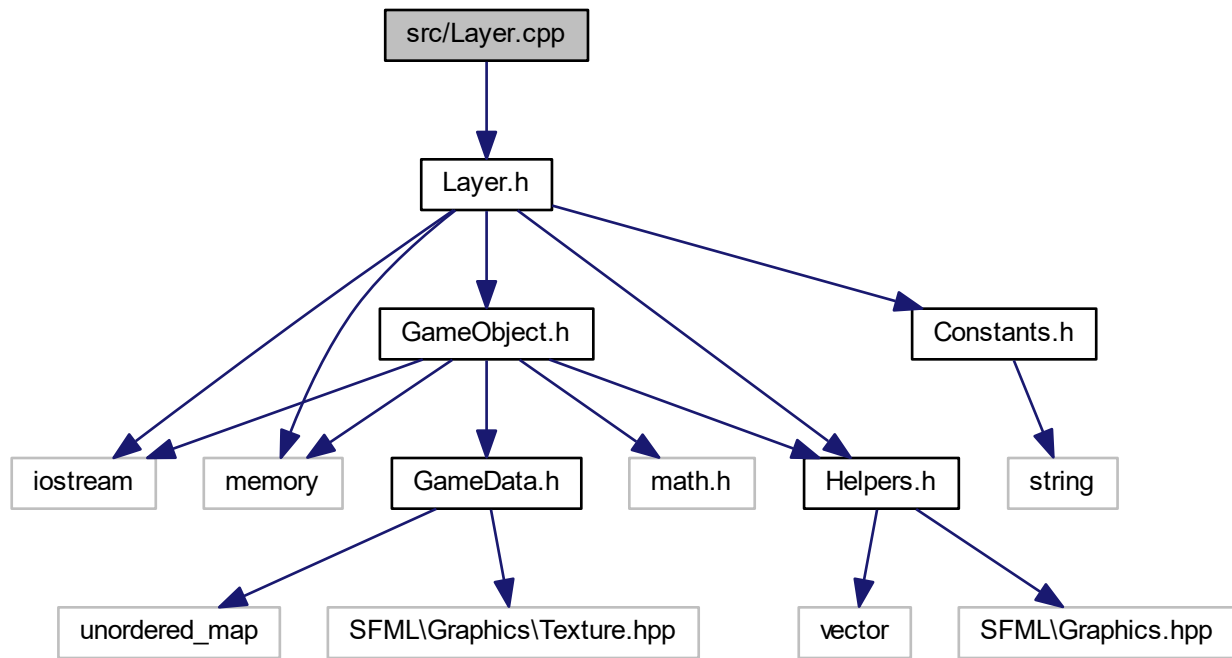 src/Layer.cpp
Layer.h
GameObject.h
Constants.h
iostream
memory
GameData.h
math.h
Helpers.h
string
unordered_map
SFML\Graphics\Texture.hpp
vector
SFML\Graphics.hpp